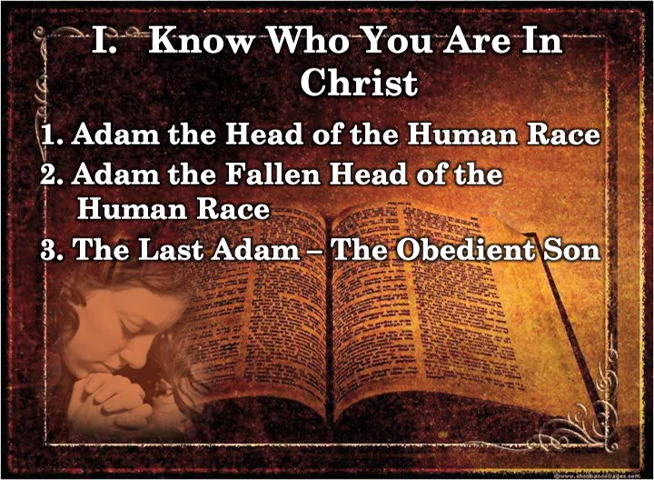 I. Know Who You Are In
Christ
1. Adam the Head of the Human Race
2. Adam the Fallen Head of the
Human Race
3. The Last Adam – The Obedient Son